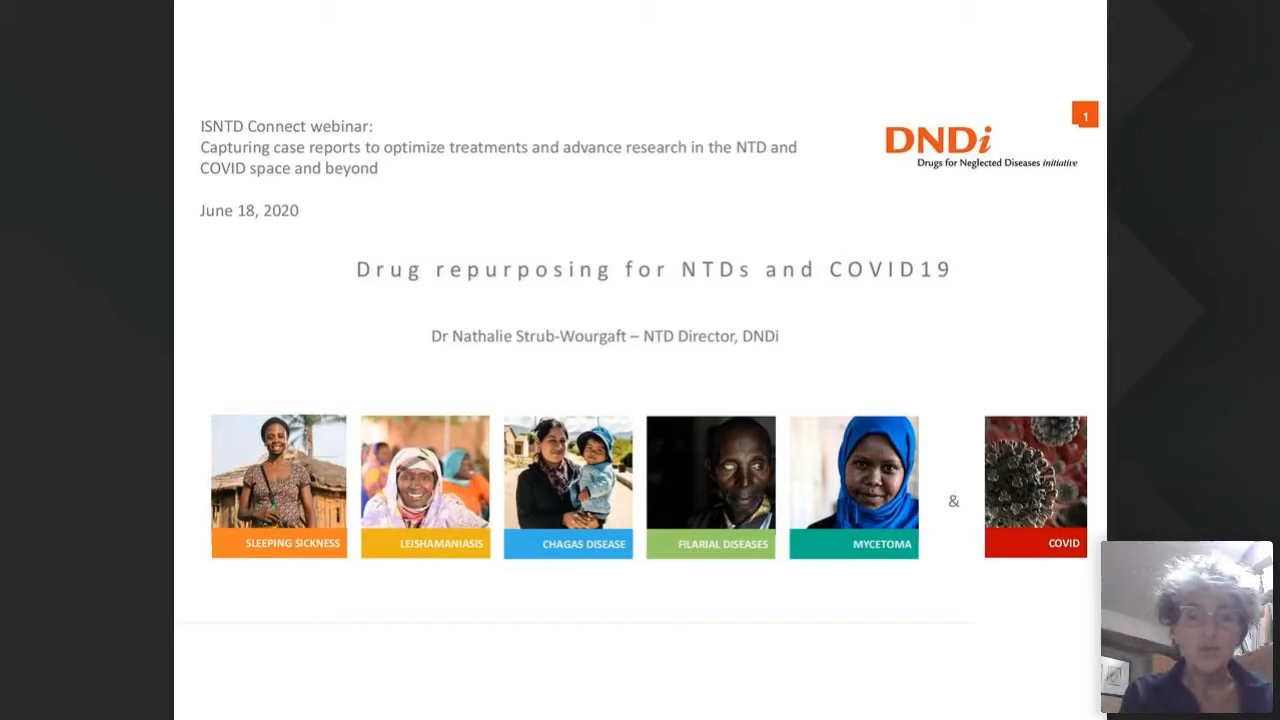 1
ISNTD Connect webinar:
Capturing case reports to optimize treatments and advance research in the NTD and
COVID space and beyond
DNDi
Drugs for Neglected Diseases initiative
June 18, 2020
Drug repurposing for NTDs and COVID19
Dr Nathalie Strub-Wourgaft – NTD Director, DNDi
SLEEPING SICKNESS
LEISHAMANIASIS
CHAGAS DISEASE
FILARIAL DISEASES
MYCETOMA
&
COVID